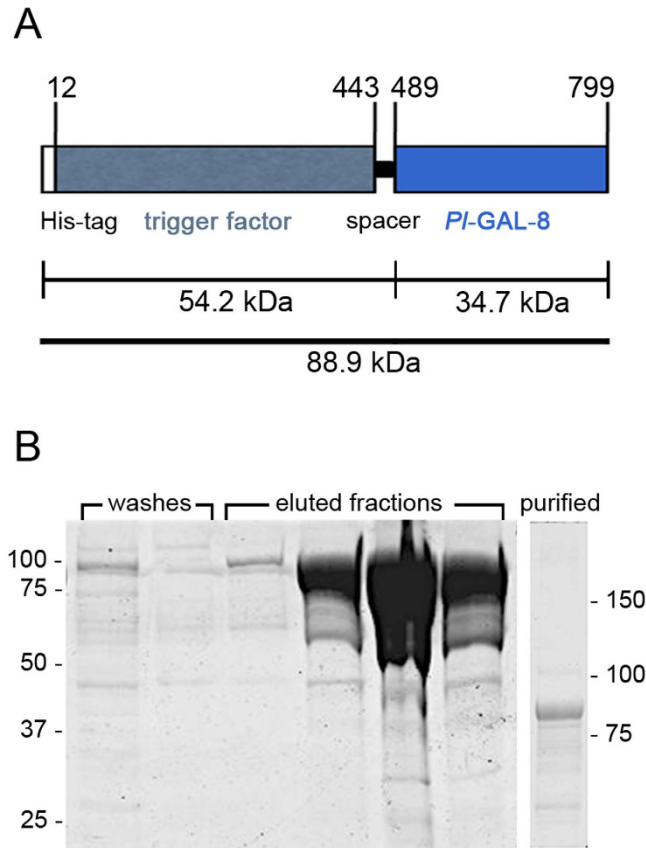 A
12 443 489 799
His-tag trigger factor spacer Pl-GAL-8
54.2 kDa 34.7 kDa
88.9 kDa
B
washes eluted fractions purified
100 -
75 -
- 150
50 -
- 100
37 -
- 75
25 -